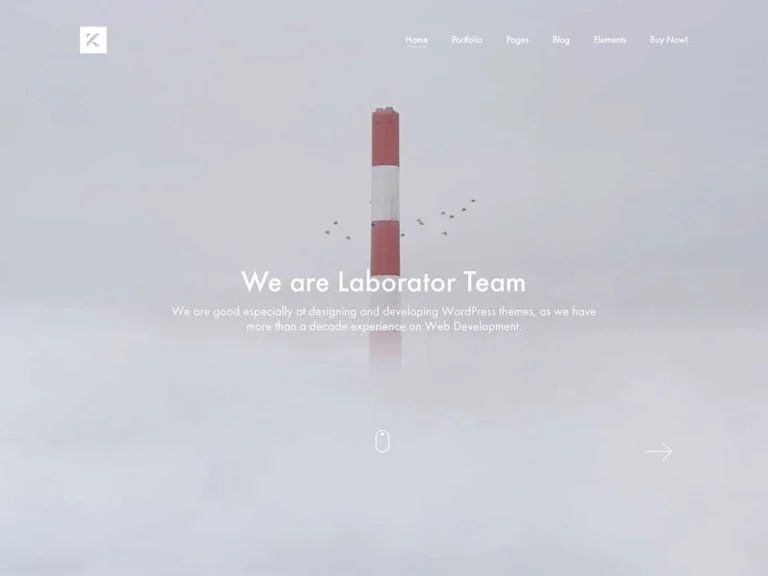 Home Portfolio Pages Blog Elements Buy Now!
We are Laborator Team
We are good especially at designing and developing WordPress themes, as we have
more than a decade experience on Web Development.